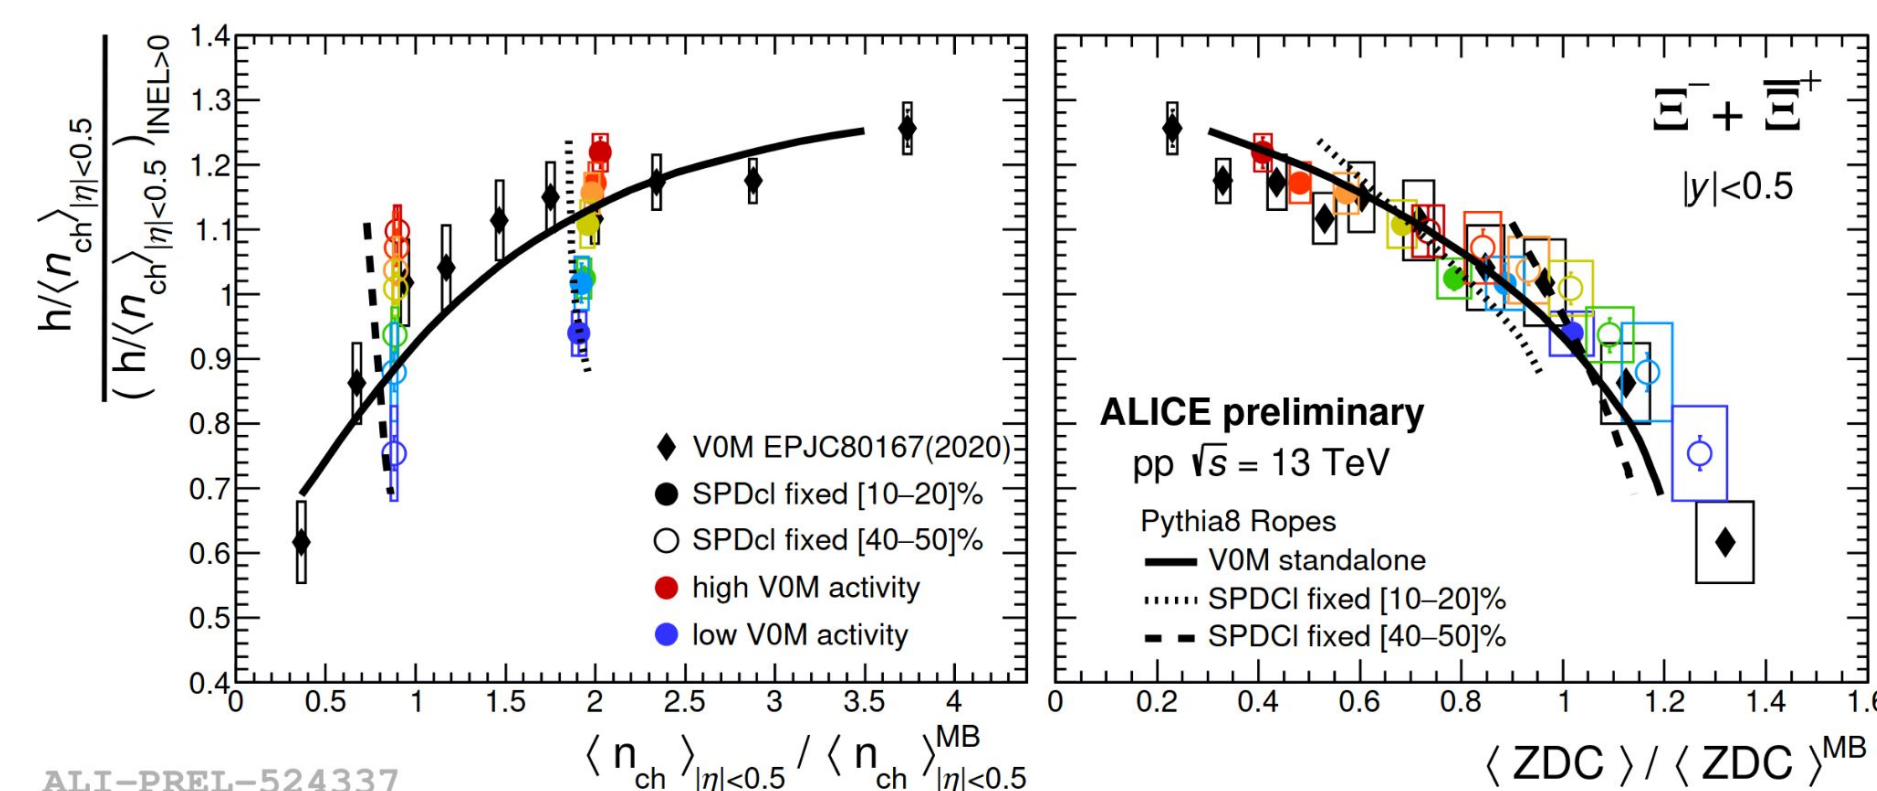 h/⟨n_ch⟩_|η|<0.5
(h/⟨n_ch⟩_|η|<0.5)_INEL>0
1.4
1.3
1.2
1.1
1
0.9
0.8
0.7
0.6
0.5
0.4
0 0.5 1 1.5 2 2.5 3 3.5 4
V0M EPJC80167(2020)
SPDcl fixed [10–20]%
SPDcl fixed [40–50]%
high V0M activity
low V0M activity
⟨ n_ch ⟩_|η|<0.5 / ⟨ n_ch ⟩^MB_|η|<0.5
Ξ^- + Ξ̅^+
|y|<0.5
ALICE preliminary
pp √s = 13 TeV
Pythia8 Ropes
V0M standalone
SPDCl fixed [10–20]%
SPDCl fixed [40–50]%
0 0.2 0.4 0.6 0.8 1 1.2 1.4 1.6
⟨ ZDC ⟩ / ⟨ ZDC ⟩^MB
ALI-PREL-524337